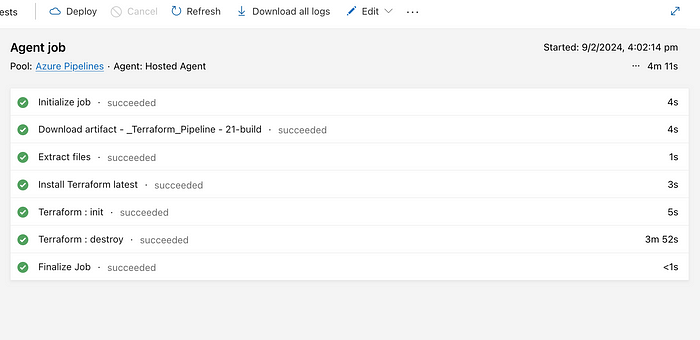 ests Deploy Cancel Refresh Download all logs Edit ...
Agent job Started: 9/2/2024, 4:02:14 pm
Pool: Azure Pipelines · Agent: Hosted Agent ... 4m 11s
Initialize job · succeeded 4s
Download artifact - _Terraform_Pipeline - 21-build · succeeded 4s
Extract files · succeeded 1s
Install Terraform latest · succeeded 3s
Terraform : init · succeeded 5s
Terraform : destroy · succeeded 3m 52s
Finalize Job · succeeded <1s